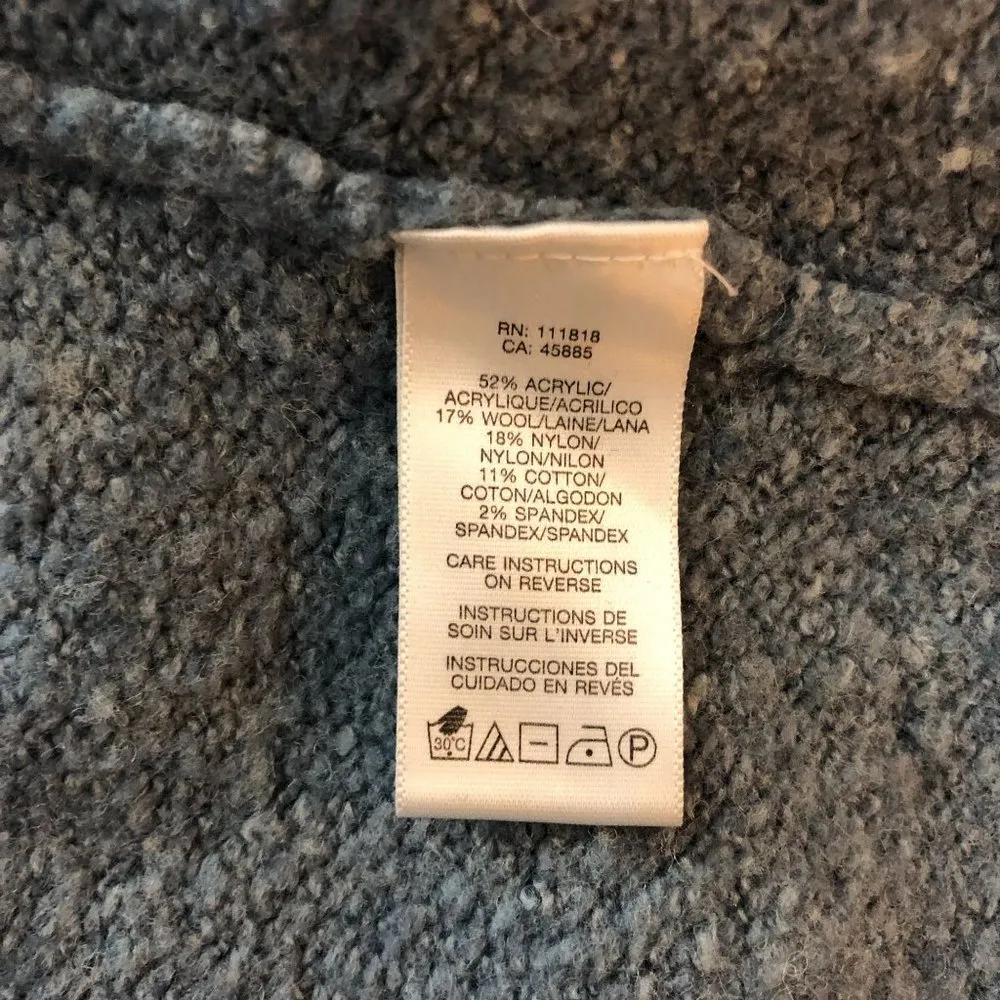 RN: 111818
CA: 45885
52% ACRYLIC/
ACRYLIQUE/ACRILICO
17% WOOL/LAINE/LANA
18% NYLON/
NYLON/NILON
11% COTTON/
COTON/ALGODON
2% SPANDEX/
SPANDEX/SPANDEX
CARE INSTRUCTIONS
ON REVERSE
INSTRUCTIONS DE
SOIN SUR L'INVERSE
INSTRUCCIONES DEL
CUIDADO EN REVÉS
30°C P